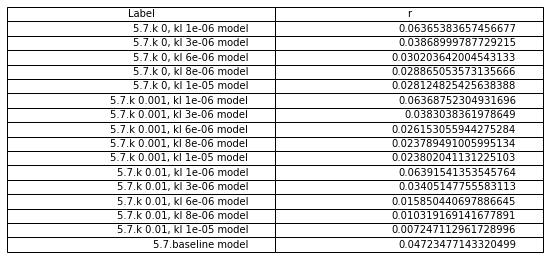 Label r
5.7.k 0, kl 1e-06 model 0.06365383657456677
5.7.k 0, kl 3e-06 model 0.03868999787729215
5.7.k 0, kl 6e-06 model 0.030203642004543133
5.7.k 0, kl 8e-06 model 0.028865053573135666
5.7.k 0, kl 1e-05 model 0.028124825425638388
5.7.k 0.001, kl 1e-06 model 0.06368752304931696
5.7.k 0.001, kl 3e-06 model 0.0383038361978649
5.7.k 0.001, kl 6e-06 model 0.026153055944275284
5.7.k 0.001, kl 8e-06 model 0.023789491005995134
5.7.k 0.001, kl 1e-05 model 0.023802041131225103
5.7.k 0.01, kl 1e-06 model 0.06391541353545764
5.7.k 0.01, kl 3e-06 model 0.03405147755583113
5.7.k 0.01, kl 6e-06 model 0.015850440697886645
5.7.k 0.01, kl 8e-06 model 0.010319169141677891
5.7.k 0.01, kl 1e-05 model 0.007247112961728996
5.7.baseline model 0.04723477143320499